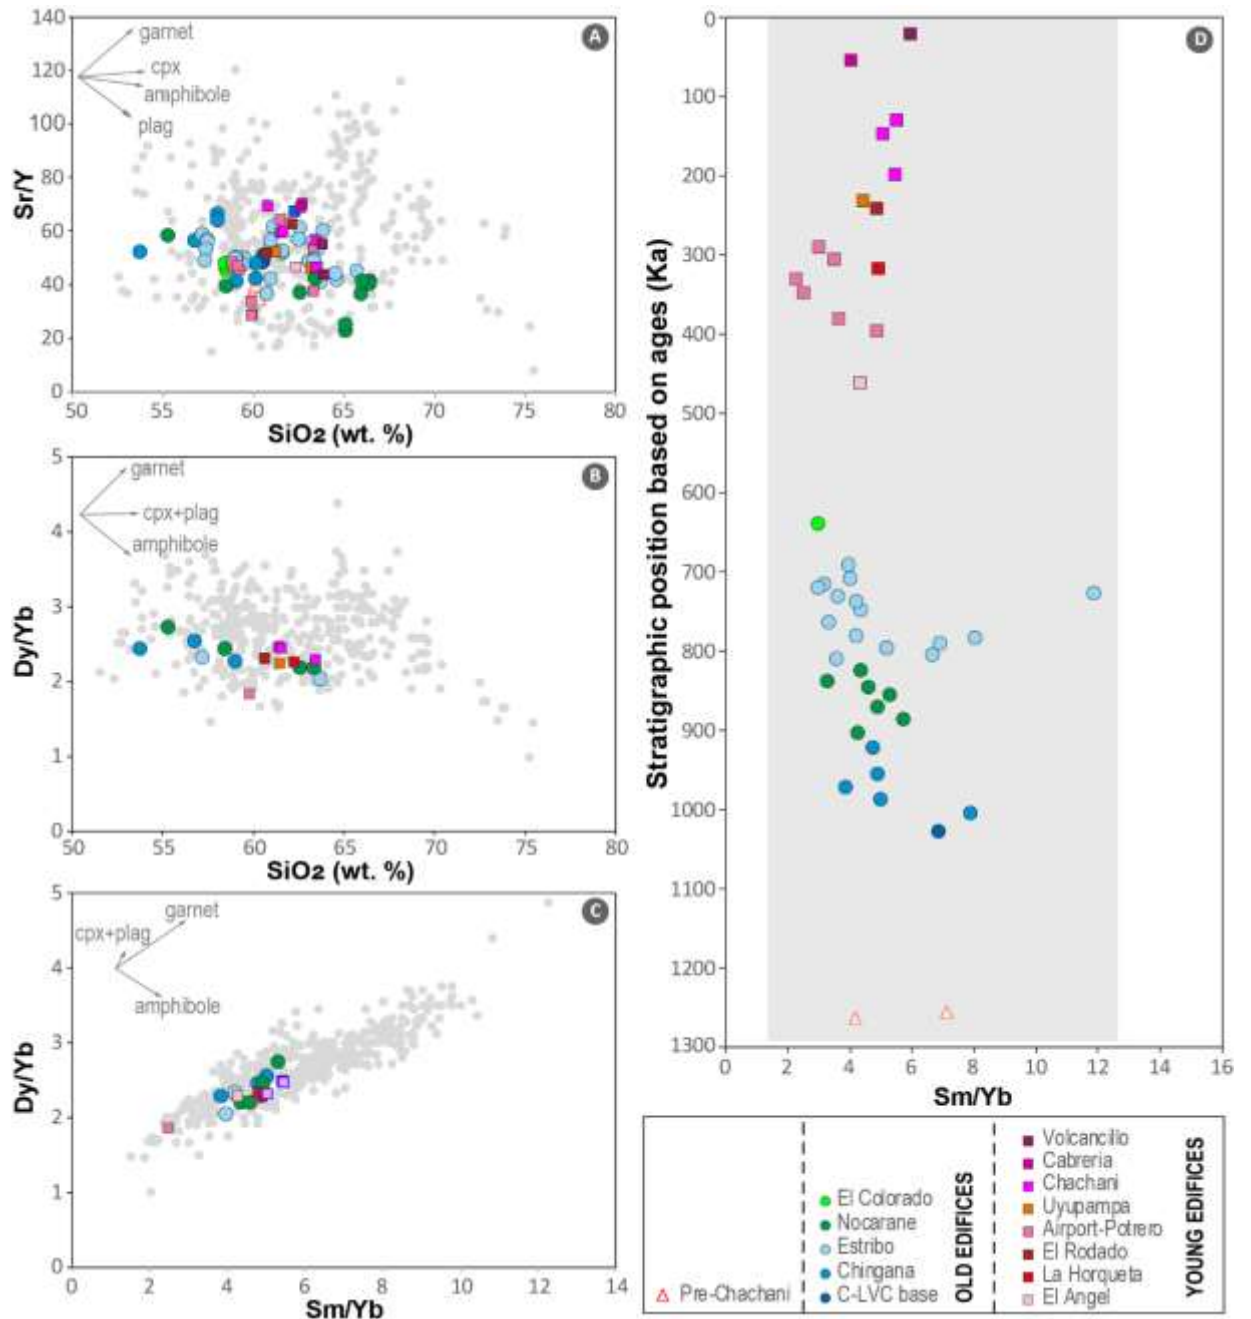 A
garnet
cpx
amphibole
plag
Sr/Y
140
120
100
80
60
40
20
0
50 55 60 65 70 75 80
SiO2 (wt. %)
B
garnet
cpx+plag
amphibole
Dy/Yb
5
4
3
2
1
0
50 55 60 65 70 75 80
SiO2 (wt. %)
C
garnet
cpx+plag
amphibole
Dy/Yb
5
4
3
2
1
0
0 2 4 6 8 10 12 14
Sm/Yb
D
Stratigraphic position based on ages (Ka)
0
100
200
300
400
500
600
700
800
900
1000
1100
1200
1300
0 2 4 6 8 10 12 14 16
Sm/Yb
Pre-Chachani
El Colorado
Nocarane
Estribo
Chingana
C-LVC base
OLD EDIFICES
Volcancillo
Cabreria
Chachani
Uyupampa
Airport-Potrero
El Rodado
La Horqueta
El Angel
YOUNG EDIFICES